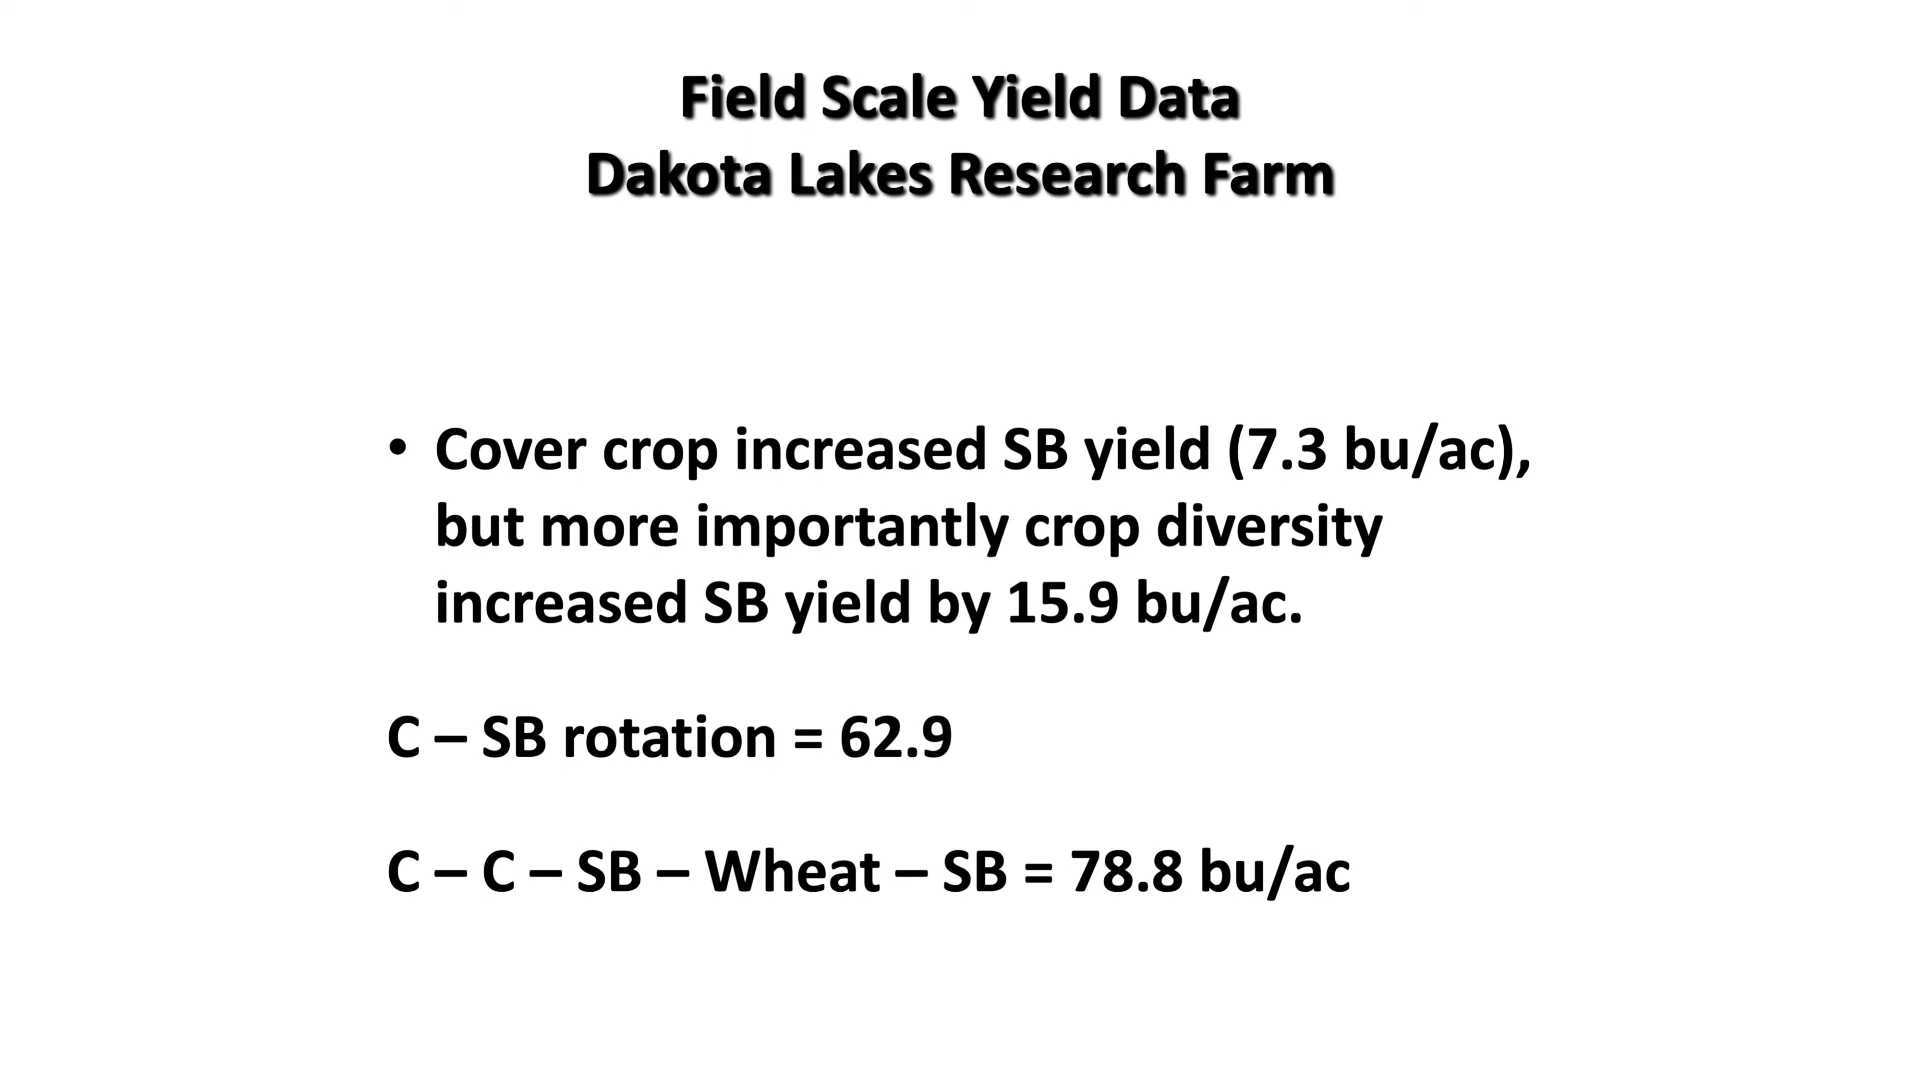 Field Scale Yield Data
Dakota Lakes Research Farm
• Cover crop increased SB yield (7.3 bu/ac),
but more importantly crop diversity
increased SB yield by 15.9 bu/ac.
C – SB rotation = 62.9
C – C – SB – Wheat – SB = 78.8 bu/ac